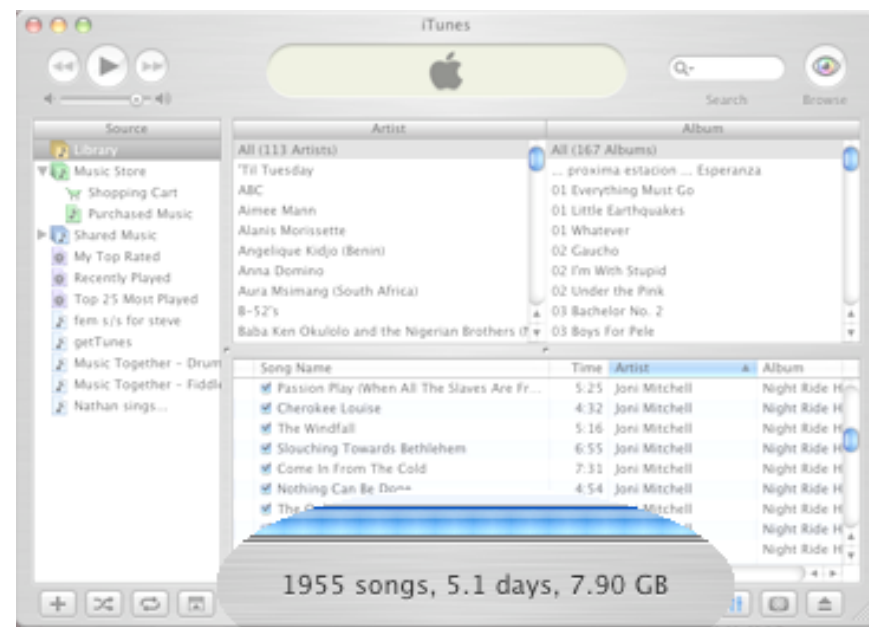 iTunes
Search
Browse
Source
Library
Music Store
Shopping Cart
Purchased Music
Shared Music
My Top Rated
Recently Played
Top 25 Most Played
fem s/s for steve
getTunes
Music Together - Drum
Music Together - Fiddle
Nathan sings...
Artist
All (113 Artists)
'Til Tuesday
ABC
Aimee Mann
Alanis Morissette
Angelique Kidjo (Benin)
Anna Domino
Aura Msimang (South Africa)
B-52's
Baba Ken Okulolo and the Nigerian Brothers
Album
All (167 Albums)
... proxima estacion ... Esperanza
01 Everything Must Go
01 Little Earthquakes
01 Whatever
02 Gaucho
02 I'm With Stupid
02 Under the Pink
03 Bachelor No. 2
03 Boys For Pele
Song Name Time Artist Album
Passion Play (When All The Slaves Are Fr... 5:25 Joni Mitchell Night Ride H
Cherokee Louise 4:32 Joni Mitchell Night Ride H
The Windfall 5:16 Joni Mitchell Night Ride H
Slouching Towards Bethlehem 6:55 Joni Mitchell Night Ride H
Come In From The Cold 7:31 Joni Mitchell Night Ride H
Nothing Can Be Done 4:54 Joni Mitchell Night Ride H
The Joni Mitchell Night Ride H
Night Ride H
Night Ride H
1955 songs, 5.1 days, 7.90 GB